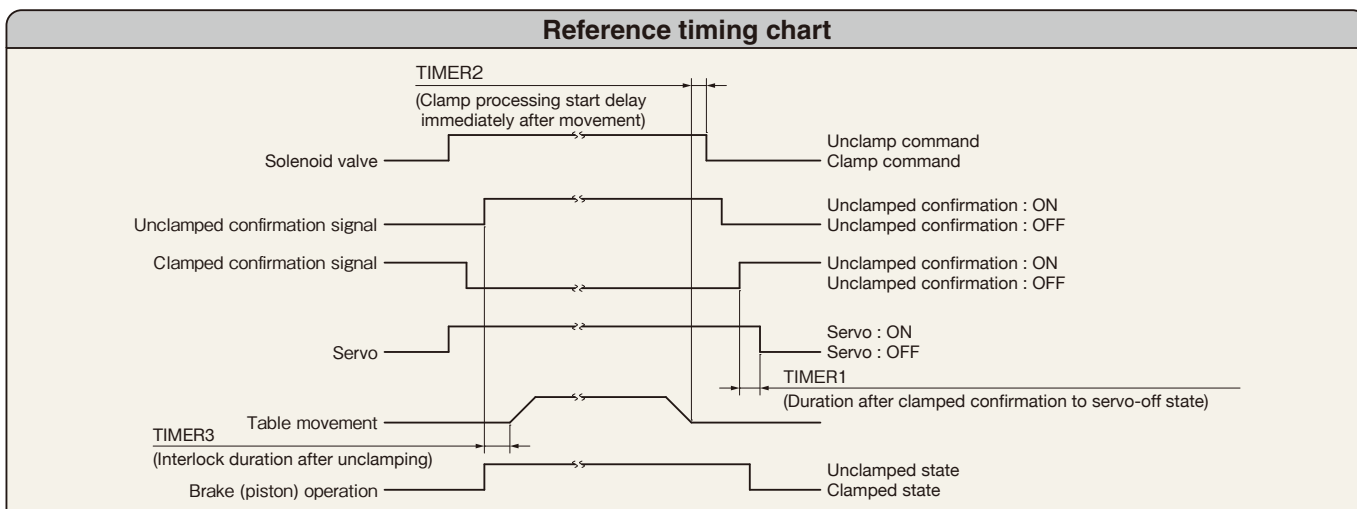 Reference timing chart
TIMER2
(Clamp processing start delay
immediately after movement)
Solenoid valve
Unclamp command
Clamp command
Unclamped confirmation signal
Unclamped confirmation : ON
Unclamped confirmation : OFF
Clamped confirmation signal
Unclamped confirmation : ON
Unclamped confirmation : OFF
Servo
Servo : ON
Servo : OFF
TIMER1
(Duration after clamped confirmation to servo-off state)
Table movement
TIMER3
(Interlock duration after unclamping)
Brake (piston) operation
Unclamped state
Clamped state